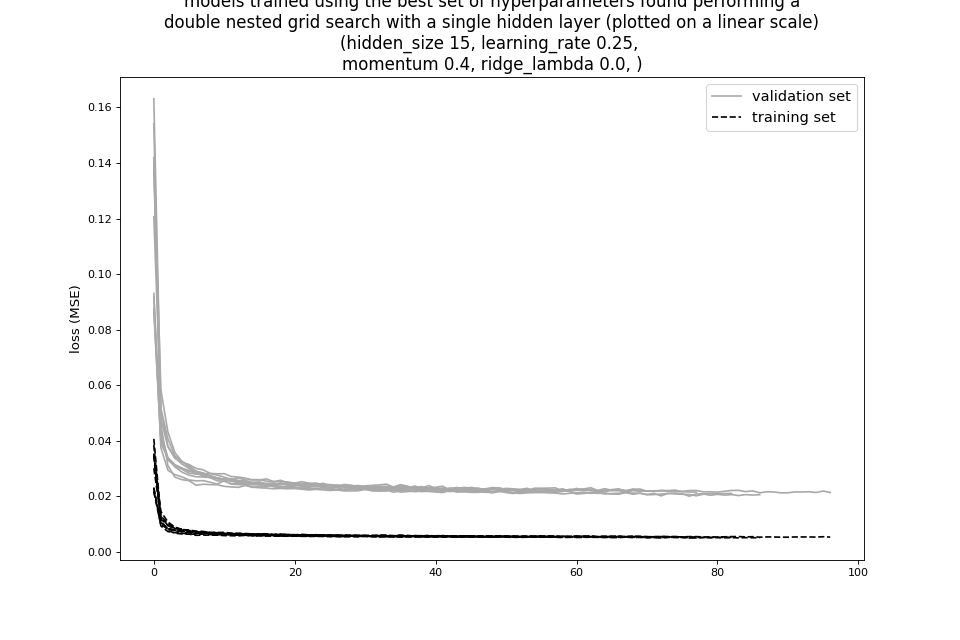 models trained using the best set of hyperparameters found performing a
double nested grid search with a single hidden layer (plotted on a linear scale)
(hidden_size 15, learning_rate 0.25,
momentum 0.4, ridge_lambda 0.0, )
validation set
training set
0.16
0.14
0.12
0.10
0.08
0.06
0.04
0.02
0.00
loss (MSE)
0 20 40 60 80 100